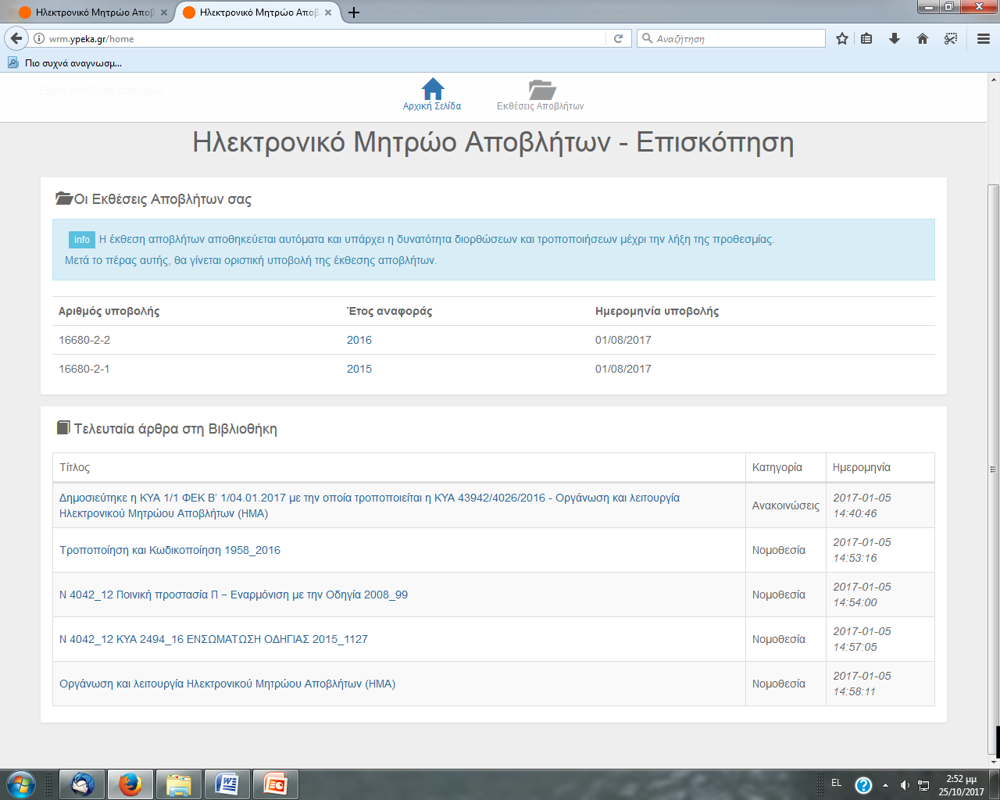 Ηλεκτρονικό Μητρώο Αποβ
Ηλεκτρονικό Μητρώο Αποβ
wrm.ypeka.gr/home
Αναζήτηση
Πιο συχνά αναγνωσμ...
Αρχική Σελίδα
Εκθέσεις Αποβλήτων
Ηλεκτρονικό Μητρώο Αποβλήτων - Επισκόπηση
Οι Εκθέσεις Αποβλήτων σας
info Η έκθεση αποβλήτων αποθηκεύεται αυτόματα και υπάρχει η δυνατότητα διορθώσεων και τροποποιήσεων μέχρι την λήξη της προθεσμίας.
Μετά το πέρας αυτής, θα γίνεται οριστική υποβολή της έκθεσης αποβλήτων.
Αριθμός υποβολής Έτος αναφοράς Ημερομηνία υποβολής
16680-2-2 2016 01/08/2017
16680-2-1 2015 01/08/2017
Τελευταία άρθρα στη Βιβλιοθήκη
Τίτλος Κατηγορία Ημερομηνία
Δημοσιεύτηκε η ΚΥΑ 1/1 ΦΕΚ Β' 1/04.01.2017 με την οποία τροποποιείται η ΚΥΑ 43942/4026/2016 - Οργάνωση και λειτουργία
Ηλεκτρονικού Μητρώου Αποβλήτων (ΗΜΑ)
Ανακοινώσεις
2017-01-05
14:40:46
Τροποποίηση και Κωδικοποίηση 1958_2016
Νομοθεσία
2017-01-05
14:53:16
Ν 4042_12 Ποινική προστασία Π – Εναρμόνιση με την Οδηγία 2008_99
Νομοθεσία
2017-01-05
14:54:00
Ν 4042_12 ΚΥΑ 2494_16 ΕΝΣΩΜΑΤΩΣΗ ΟΔΗΓΙΑΣ 2015_1127
Νομοθεσία
2017-01-05
14:57:05
Οργάνωση και λειτουργία Ηλεκτρονικού Μητρώου Αποβλήτων (ΗΜΑ)
Νομοθεσία
2017-01-05
14:58:11
EL
2:52 μμ
25/10/2017